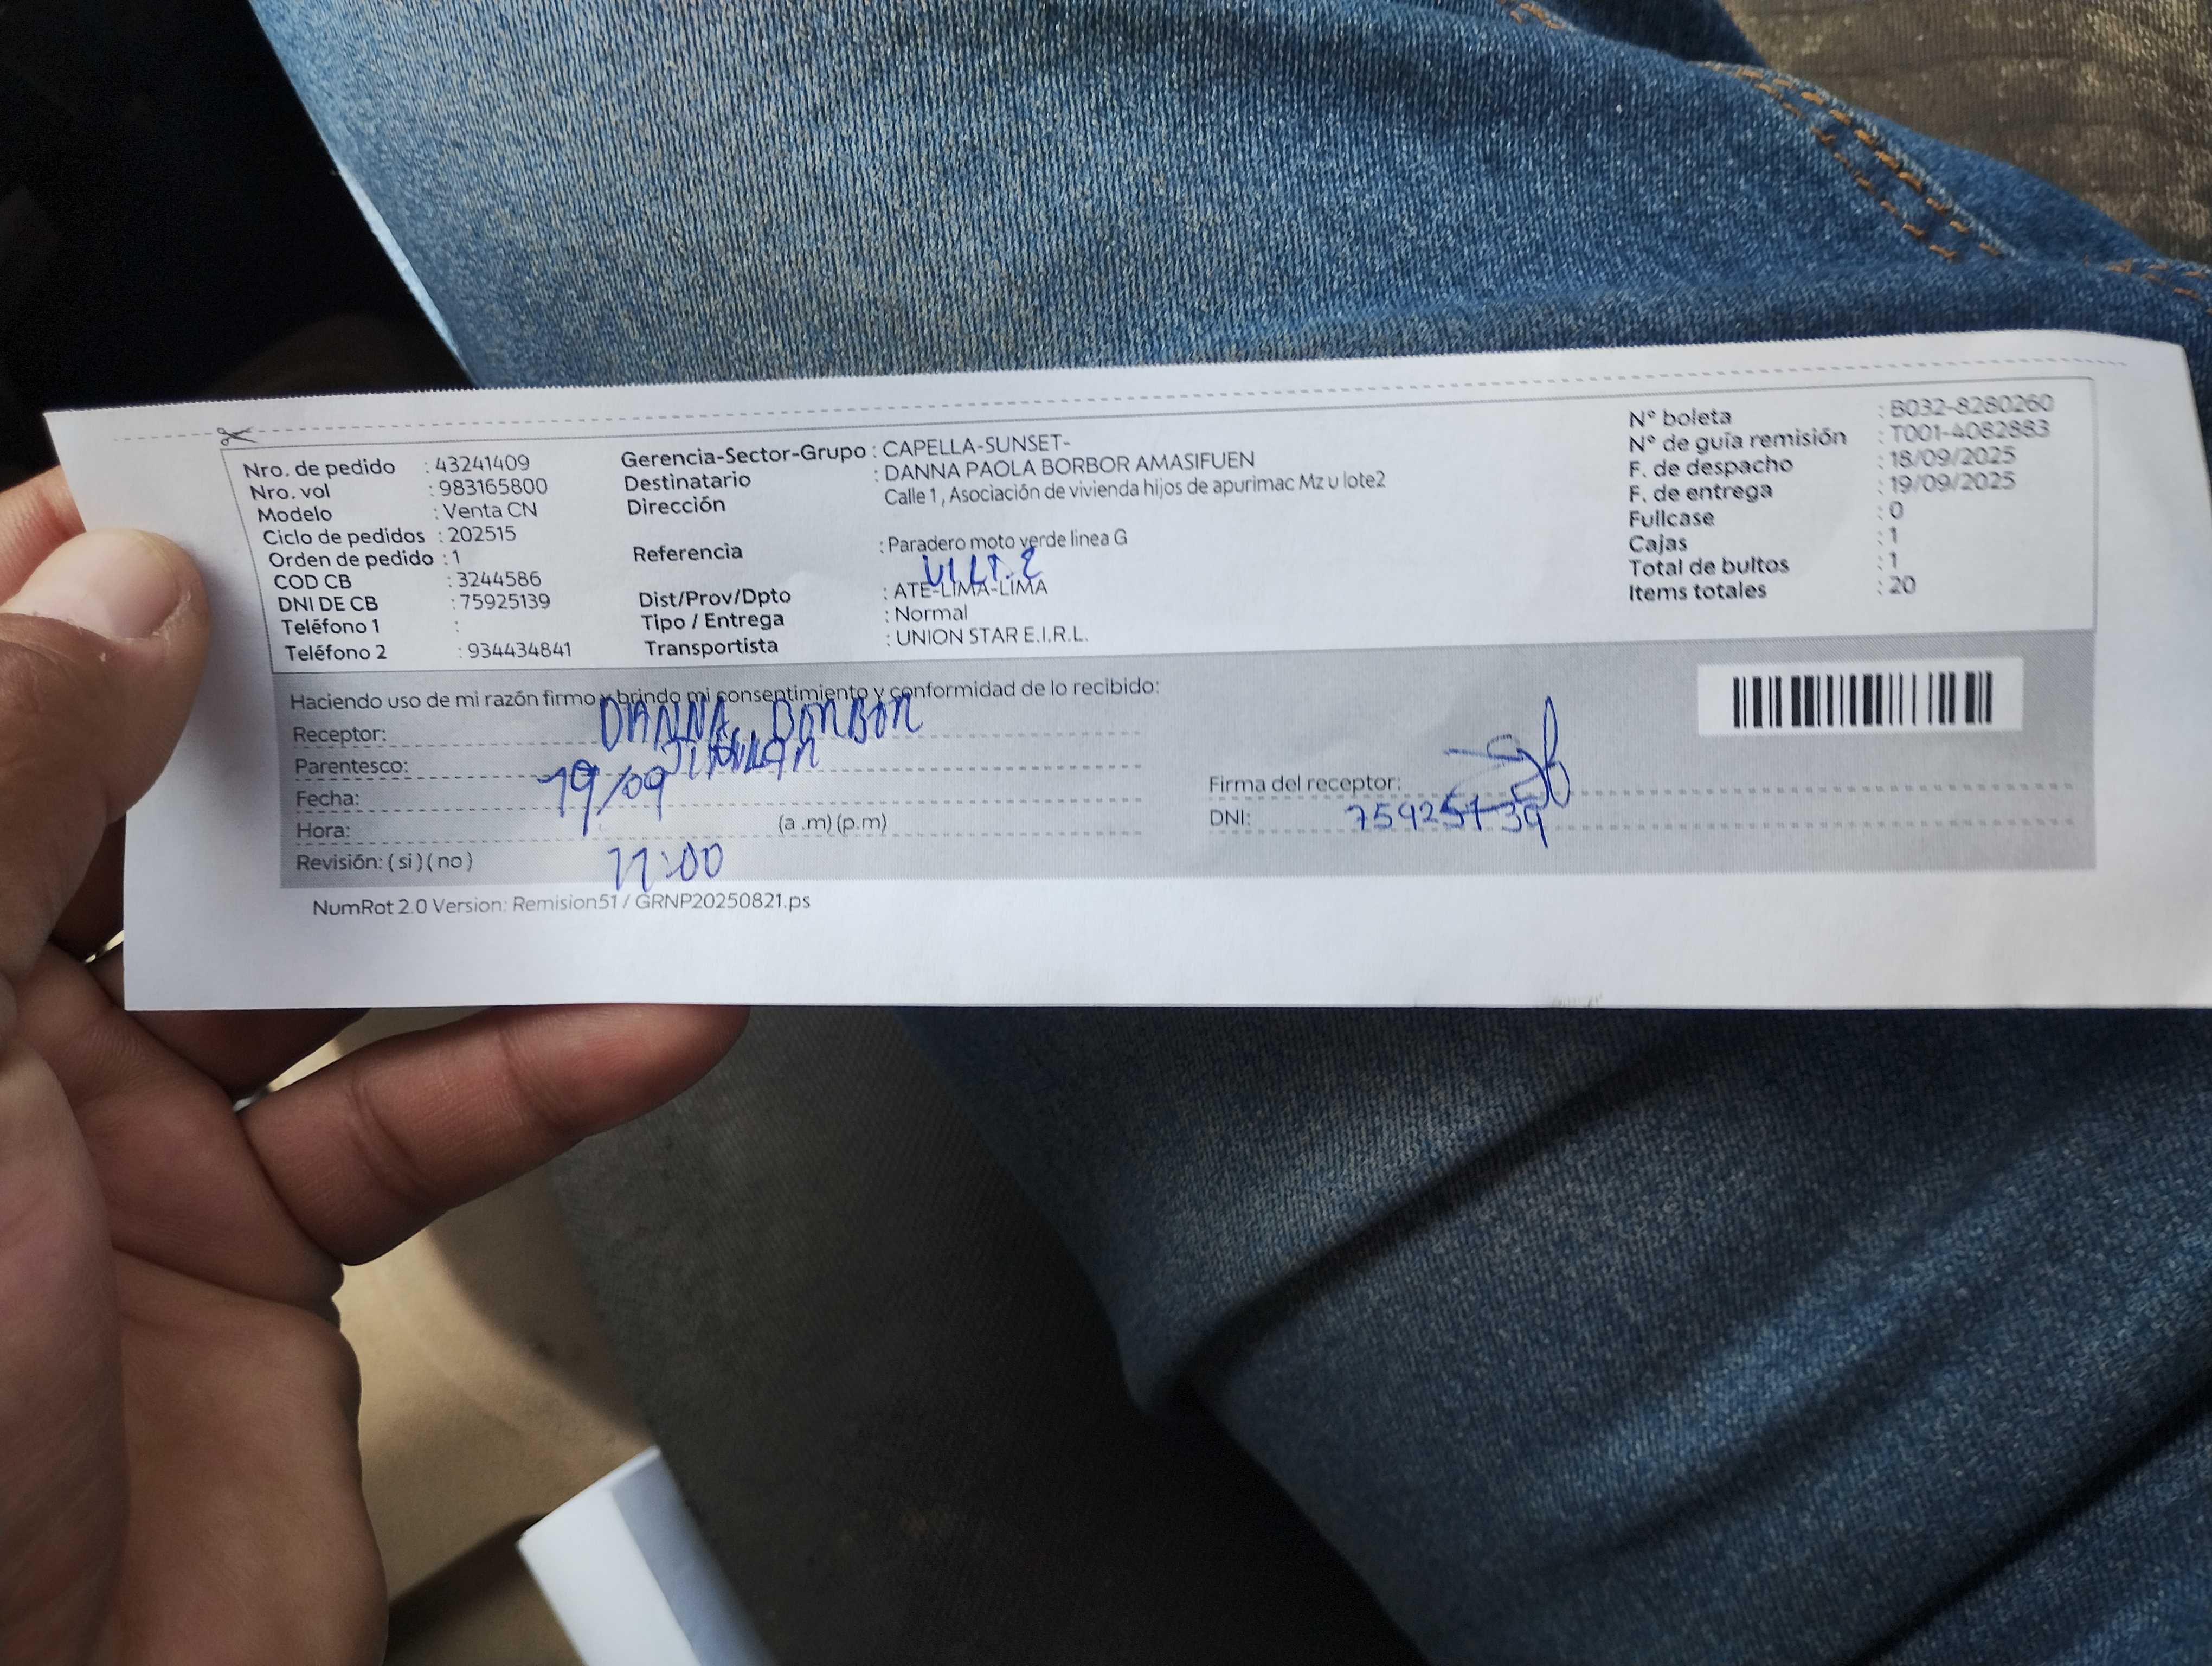 Nro. de pedido : 43241409
Nro. vol : 983165800
Modelo : Venta CN
Ciclo de pedidos : 202515
Orden de pedido : 1
COD CB : 3244586
DNI DE CB : 75925139
Teléfono 1 :
Teléfono 2 : 934434841
Gerencia-Sector-Grupo : CAPELLA-SUNSET-
Destinatario : DANNA PAOLA BORBOR AMASIFUEN
Dirección Calle 1 , Asociación de vivienda hijos de apurimac Mz u lote2
Referencia : Paradero moto verde linea G
Dist/Prov/Dpto : ATE-LIMA-LIMA
Tipo / Entrega : Normal
Transportista : UNION STAR E.I.R.L.
N° boleta : B032-8280260
N° de guía remisión : T001-4082883
F. de despacho : 18/09/2025
F. de entrega : 19/09/2025
Fullcase : 0
Cajas : 1
Total de bultos : 1
Items totales : 20
Haciendo uso de mi razón firmo y brindo mi consentimiento y conformidad de lo recibido:
Receptor: DANNA BORBOR
Parentesco:
Fecha: 19/09
Hora: (a .m) (p.m)
Revisión: ( si ) ( no ) 11:00
Firma del receptor:
DNI: 75925139
NumRot 2.0 Version: Remision51 / GRNP20250821.ps